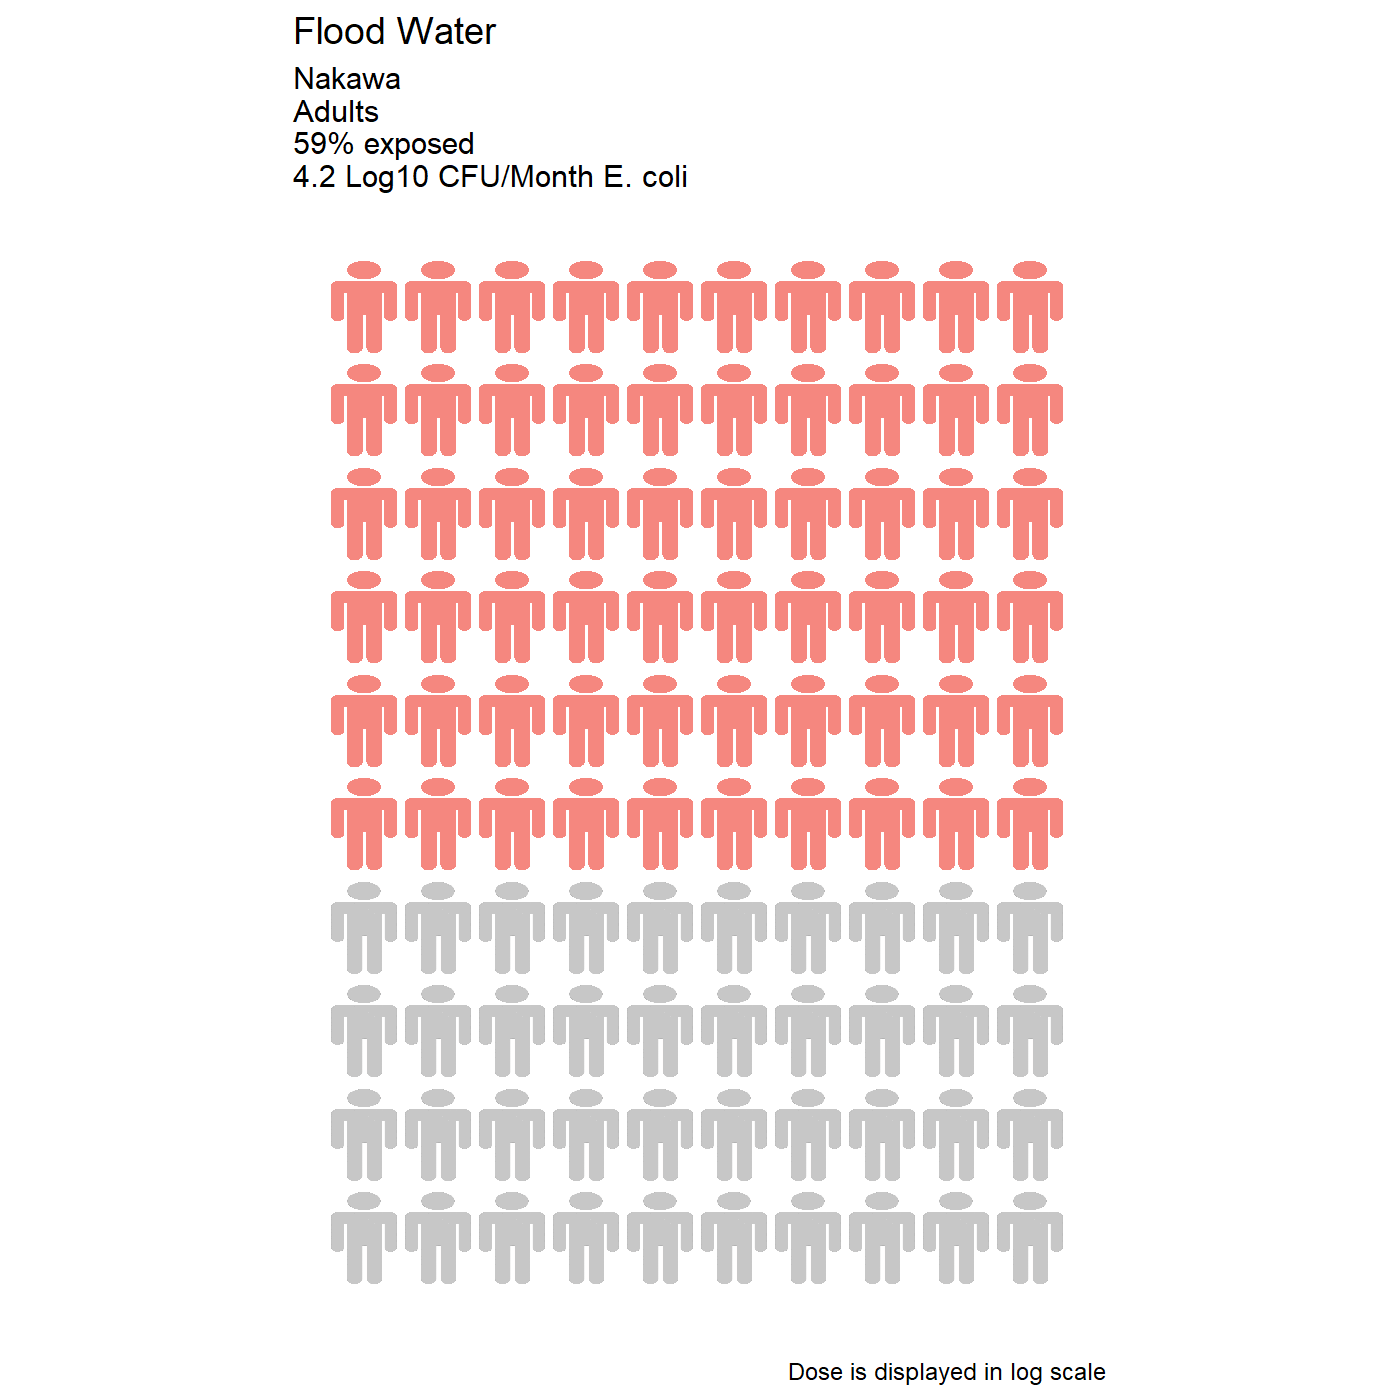 Flood Water
Nakawa
Adults
59% exposed
4.2 Log10 CFU/Month E. coli
Dose is displayed in log scale